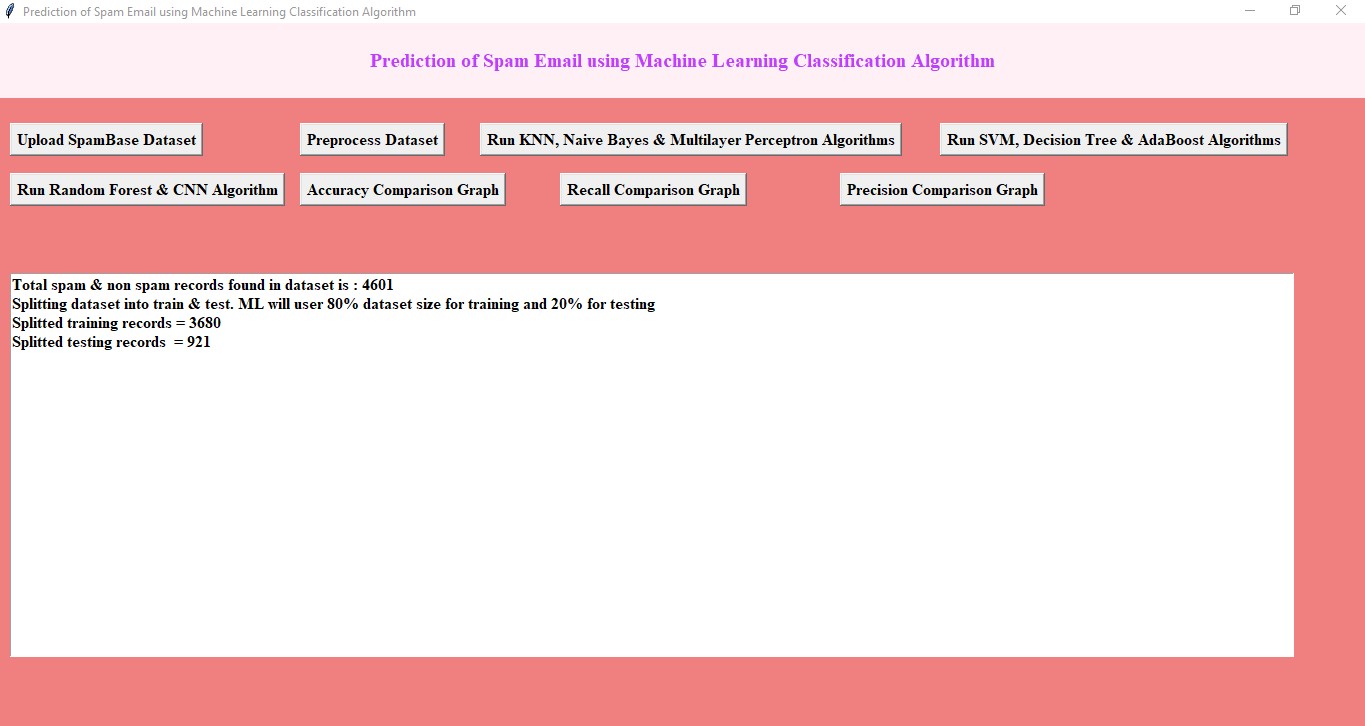 Prediction of Spam Email using Machine Learning Classification Algorithm
Prediction of Spam Email using Machine Learning Classification Algorithm
Upload SpamBase Dataset
Preprocess Dataset
Run KNN, Naive Bayes & Multilayer Perceptron Algorithms
Run SVM, Decision Tree & AdaBoost Algorithms
Run Random Forest & CNN Algorithm
Accuracy Comparison Graph
Recall Comparison Graph
Precision Comparison Graph
Total spam & non spam records found in dataset is : 4601
Splitting dataset into train & test. ML will user 80% dataset size for training and 20% for testing
Splitted training records = 3680
Splitted testing records  = 921